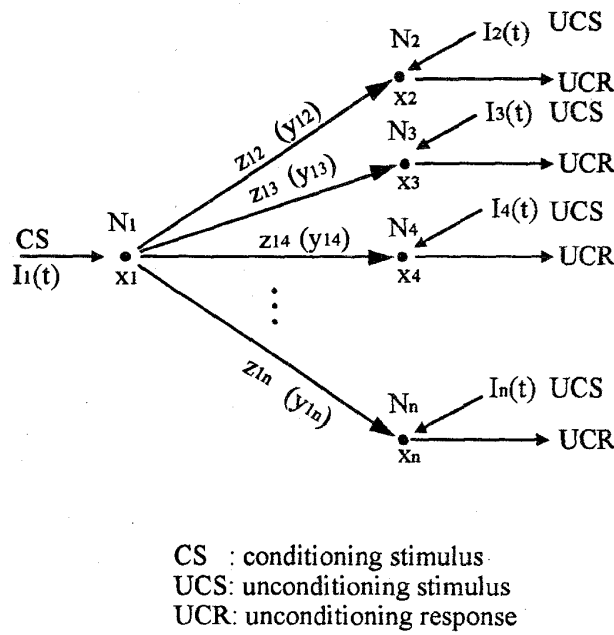 N2
I2(t) UCS
x2
UCR
z12 (y12)
N3
I3(t) UCS
x3
UCR
z13 (y13)
N1
CS
I1(t)
x1
z14 (y14)
N4
I4(t) UCS
x4
UCR
z1n (y1n)
Nn
In(t) UCS
xn
UCR
CS : conditioning stimulus
UCS: unconditioning stimulus
UCR: unconditioning response